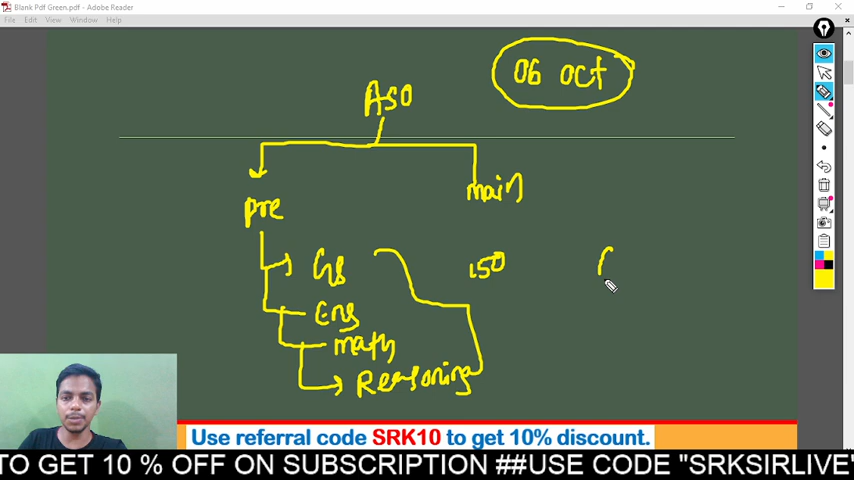 Blank Pdf Green.pdf - Adobe Reader
File Edit View Window Help
06 Oct
ASO
pre
main
GS
150
Eng
math
Reasoning
Use referral code SRK10 to get 10% discount.
TO GET 10 % OFF ON SUBSCRIPTION ##USE CODE "SRKSIRLIVE"